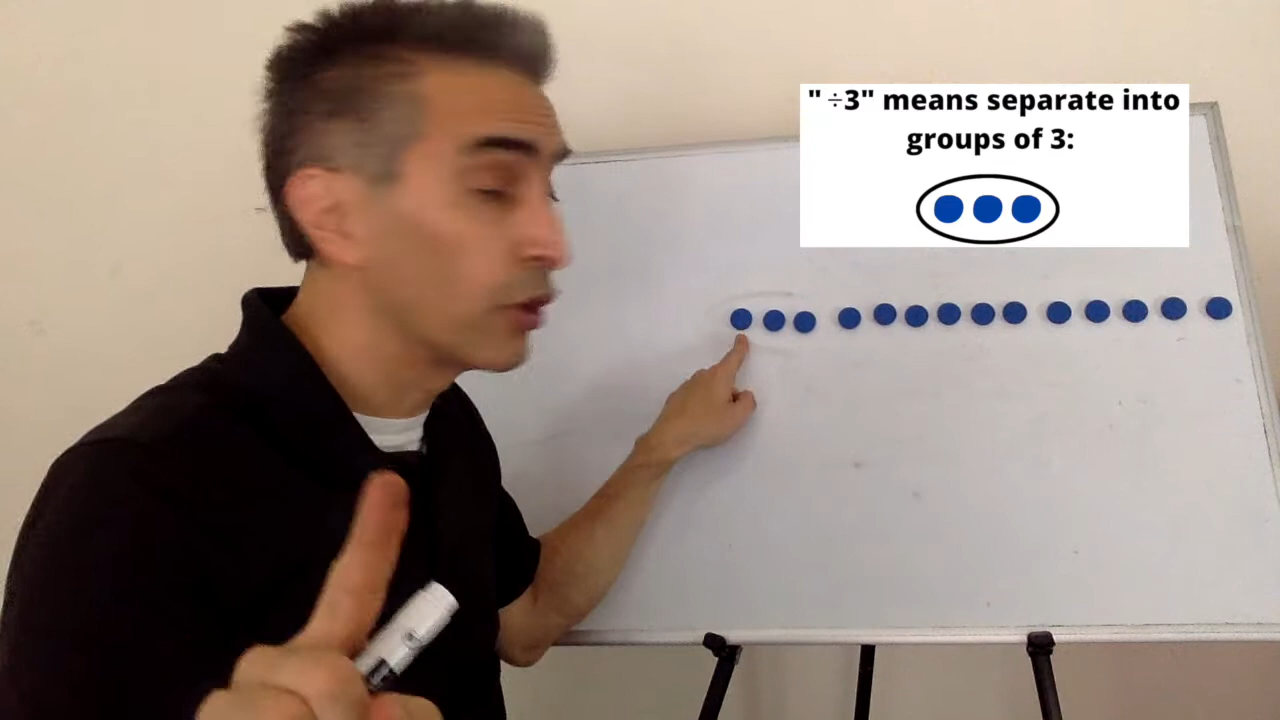 " ÷3" means separate into
groups of 3: